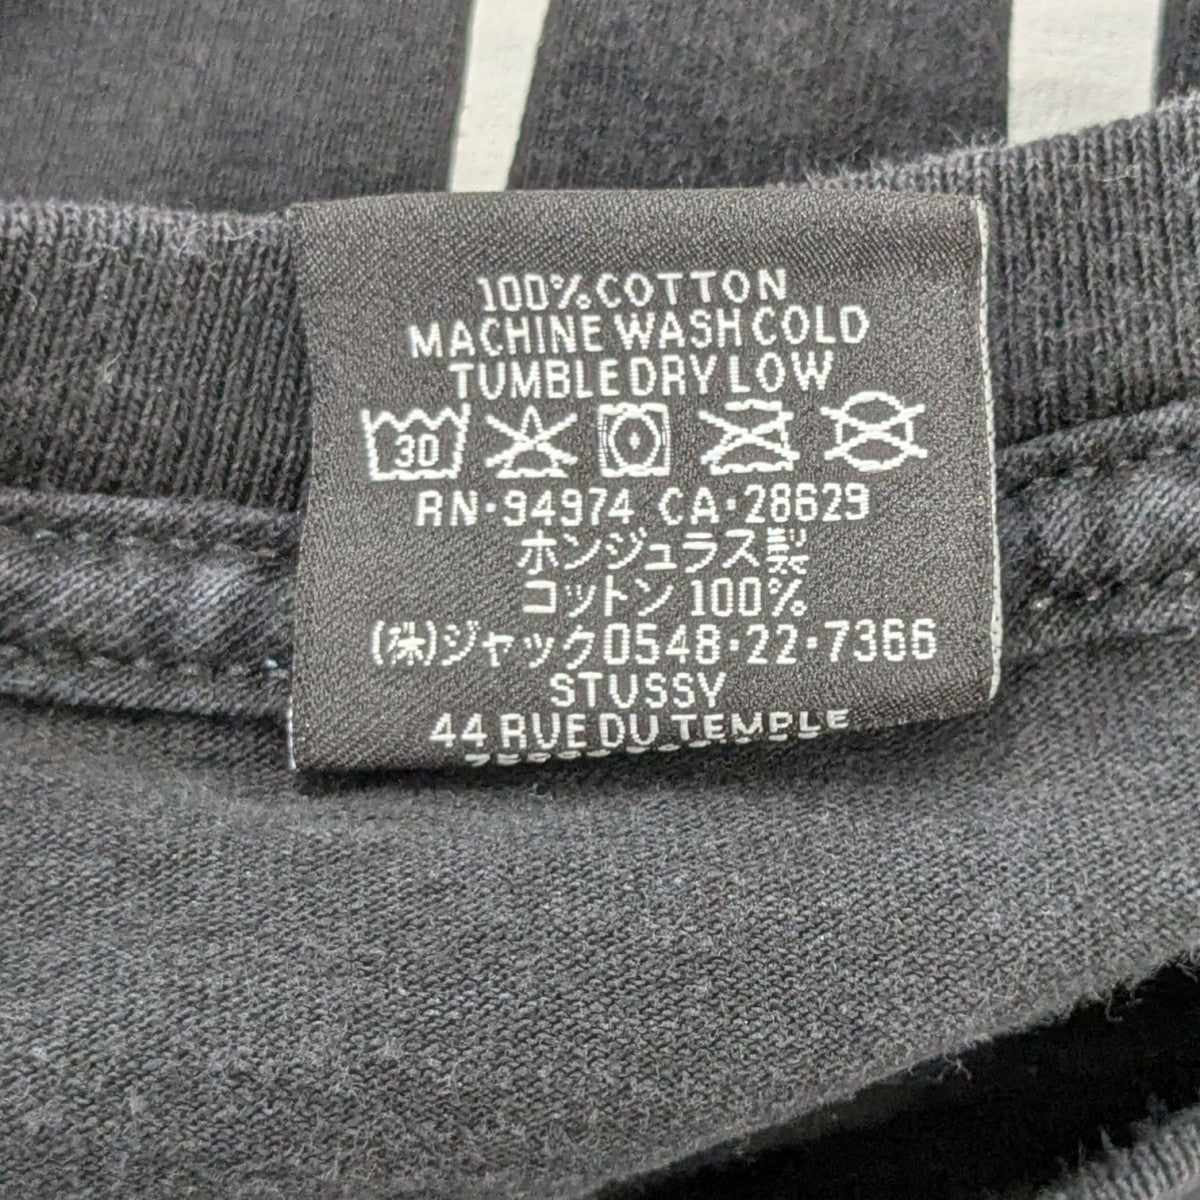 100% COTTON
MACHINE WASH COLD
TUMBLE DRY LOW
30
RN·94974 CA·28629
ホンジュラス製
コットン 100%
(株)ジャック0548·22·7366
STUSSY
44 RUE DU TEMPLE